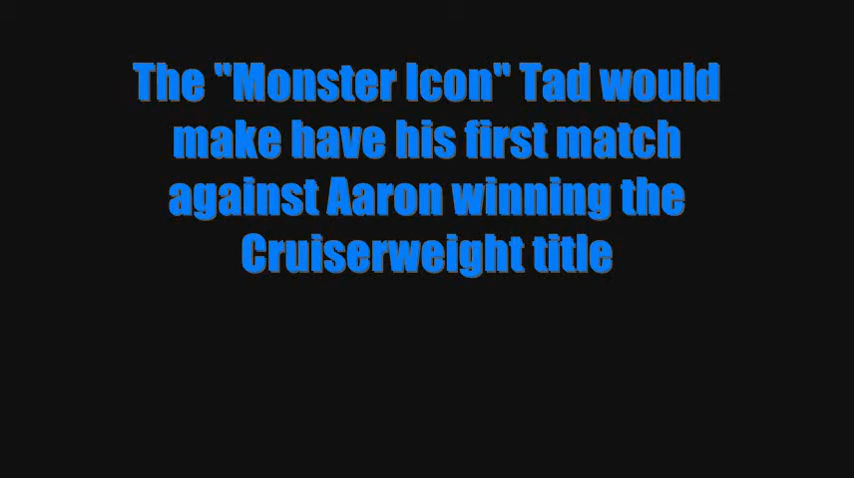 The "Monster Icon" Tad would
make have his first match
against Aaron winning the
Cruiserweight title